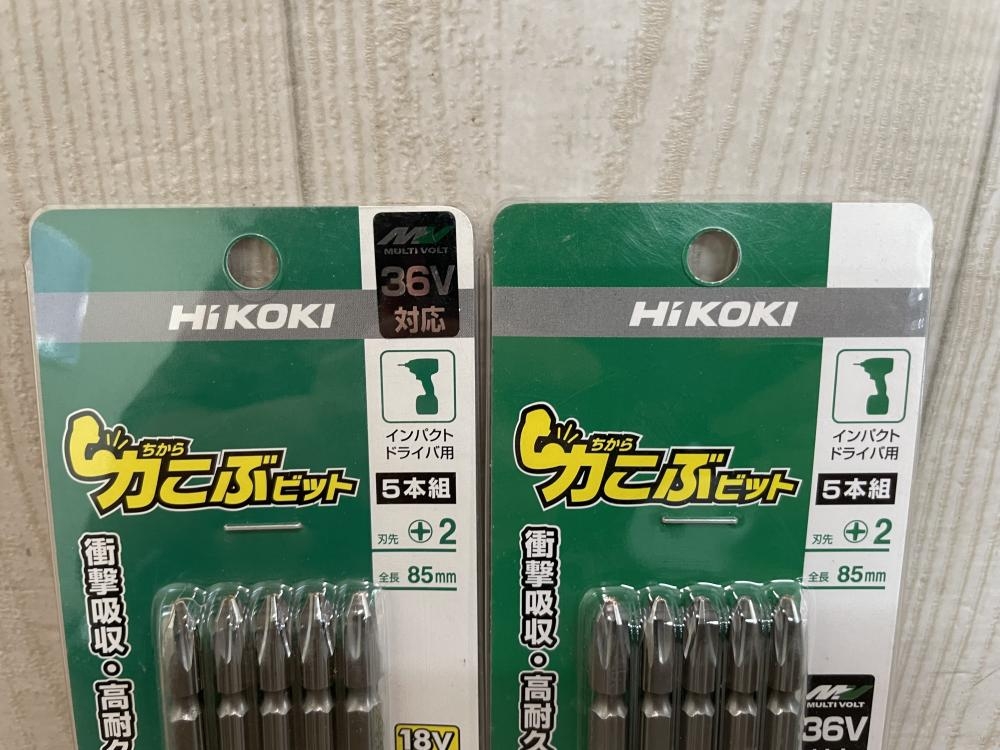 MV
MULTI VOLT
36V
対応
HiKOKI
インパクト
ドライバ用
ちから
力こぶビット
5本組
刃先 2
全長 85mm
衝撃吸収・高耐久
18V
HiKOKI
インパクト
ドライバ用
ちから
力こぶビット
5本組
刃先 2
全長 85mm
衝撃吸収・高耐久
MV
MULTI VOLT
36V